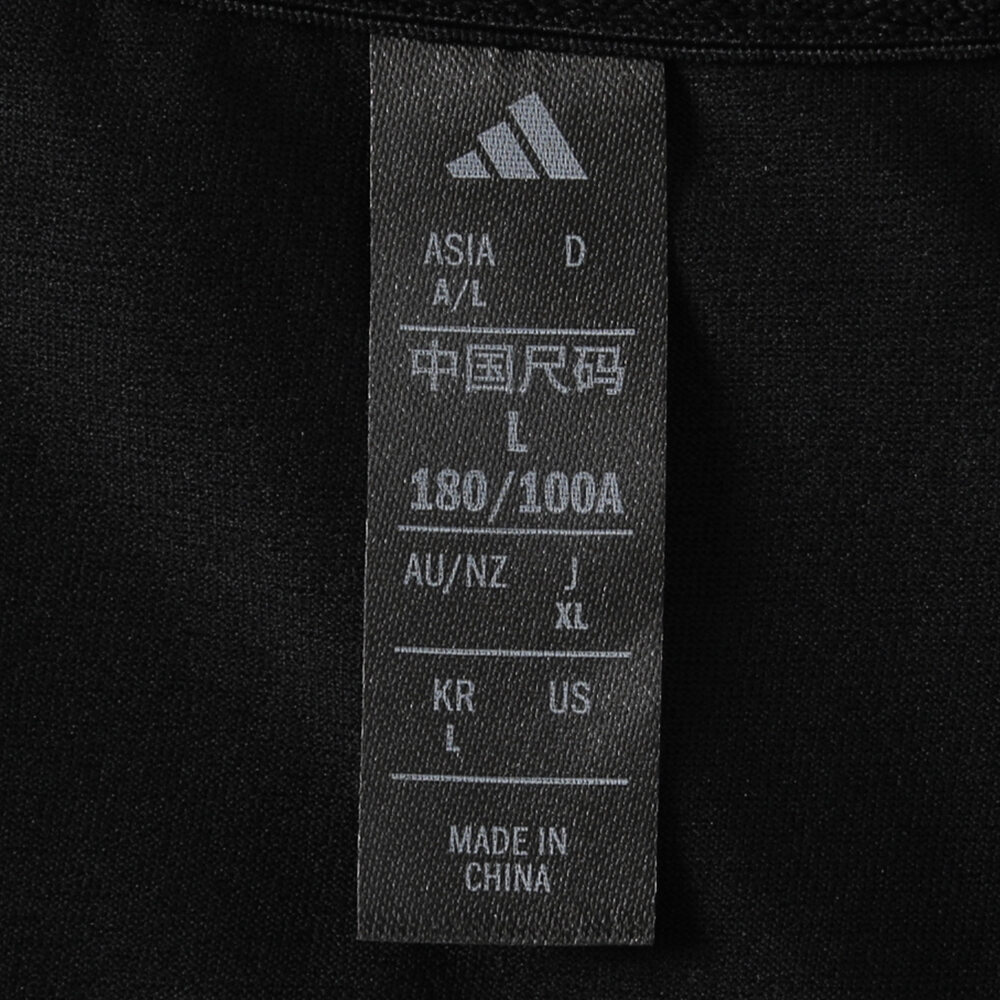 ASIA D
A/L
中国尺码
L
180/100A
AU/NZ J
XL
KR US
L
MADE IN
CHINA